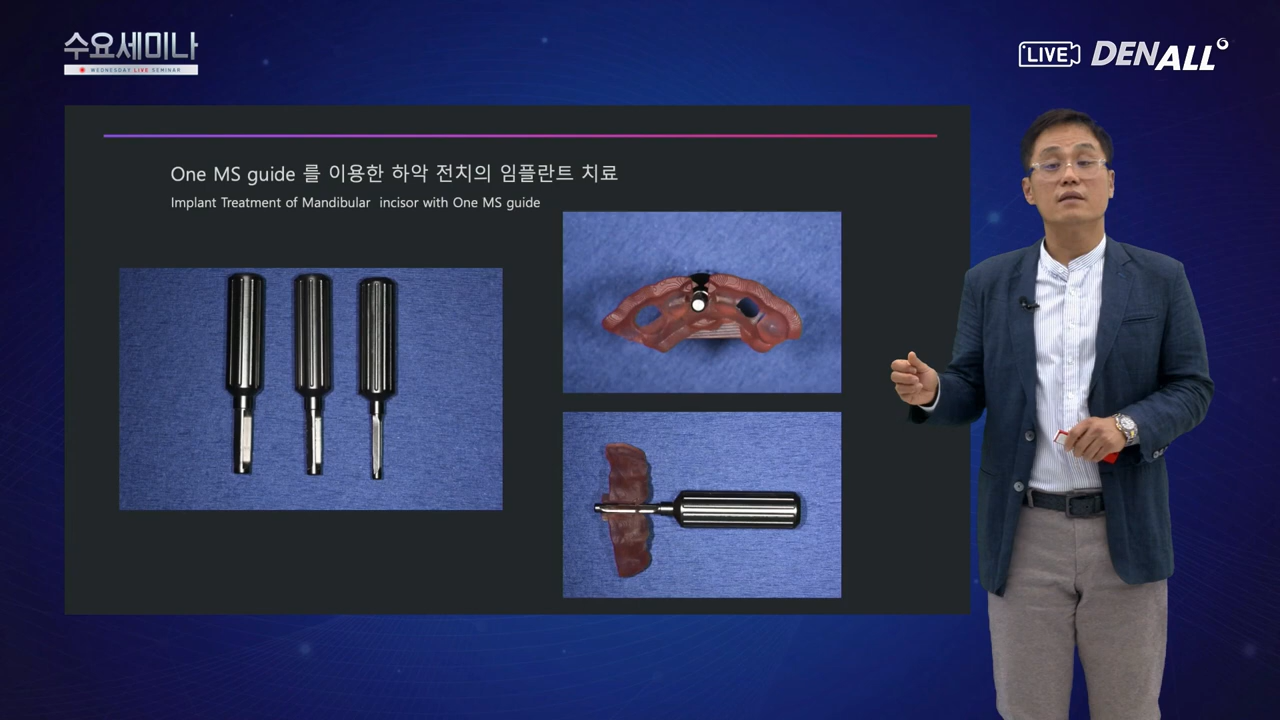 수요세미나
WEDNESDAY LIVE SEMINAR
LIVE DENALL
One MS guide 를 이용한 하악 전치의 임플란트 치료
Implant Treatment of Mandibular incisor with One MS guide